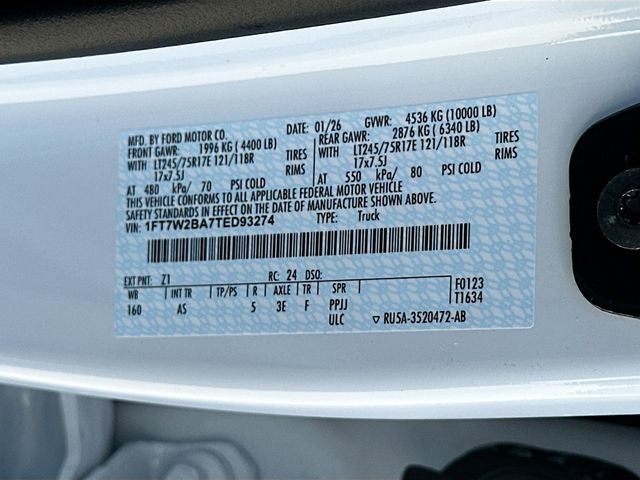 MFD. BY FORD MOTOR CO.
DATE: 01/26 GVWR: 4536 KG (10000 LB)
FRONT GAWR: 1996 KG ( 4400 LB)
REAR GAWR: 2876 KG ( 6340 LB)
WITH LT245/75R17E 121/118R TIRES
WITH LT245/75R17E 121/118R TIRES
17x7.5J RIMS
17x7.5J RIMS
AT 480 kPa/ 70 PSI COLD
AT 550 kPa/ 80 PSI COLD
THIS VEHICLE CONFORMS TO ALL APPLICABLE FEDERAL MOTOR VEHICLE
SAFETY STANDARDS IN EFFECT ON THE DATE OF MANUFACTURE SHOWN ABOVE.
VIN: 1FT7W2BA7TED93274 TYPE: Truck
EXT PNT: Z1 RC: 24 DSO:
WB INT TR TP/PS R AXLE TR SPR
160 AS 5 3E F PPJJ
ULC
F0123
T1634
▽ RU5A-3520472-AB